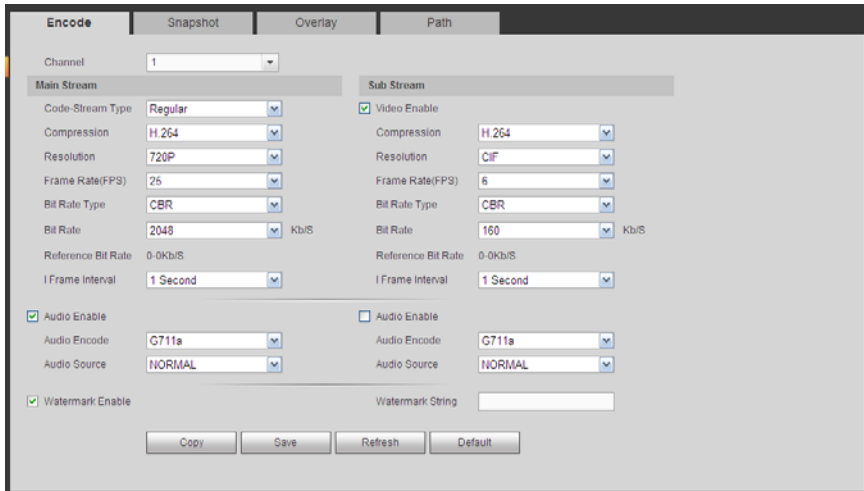 Encode Snapshot Overlay Path
Channel 1
Main Stream Sub Stream
Code-Stream Type Regular Video Enable
Compression H.264 Compression H.264
Resolution 720P Resolution CIF
Frame Rate(FPS) 25 Frame Rate(FPS) 6
Bit Rate Type CBR Bit Rate Type CBR
Bit Rate 2048 Kb/S Bit Rate 160 Kb/S
Reference Bit Rate 0-0Kb/S Reference Bit Rate 0-0Kb/S
I Frame Interval 1 Second I Frame Interval 1 Second
Audio Enable Audio Enable
Audio Encode G711a Audio Encode G711a
Audio Source NORMAL Audio Source NORMAL
Watermark Enable Watermark String
Copy Save Refresh Default